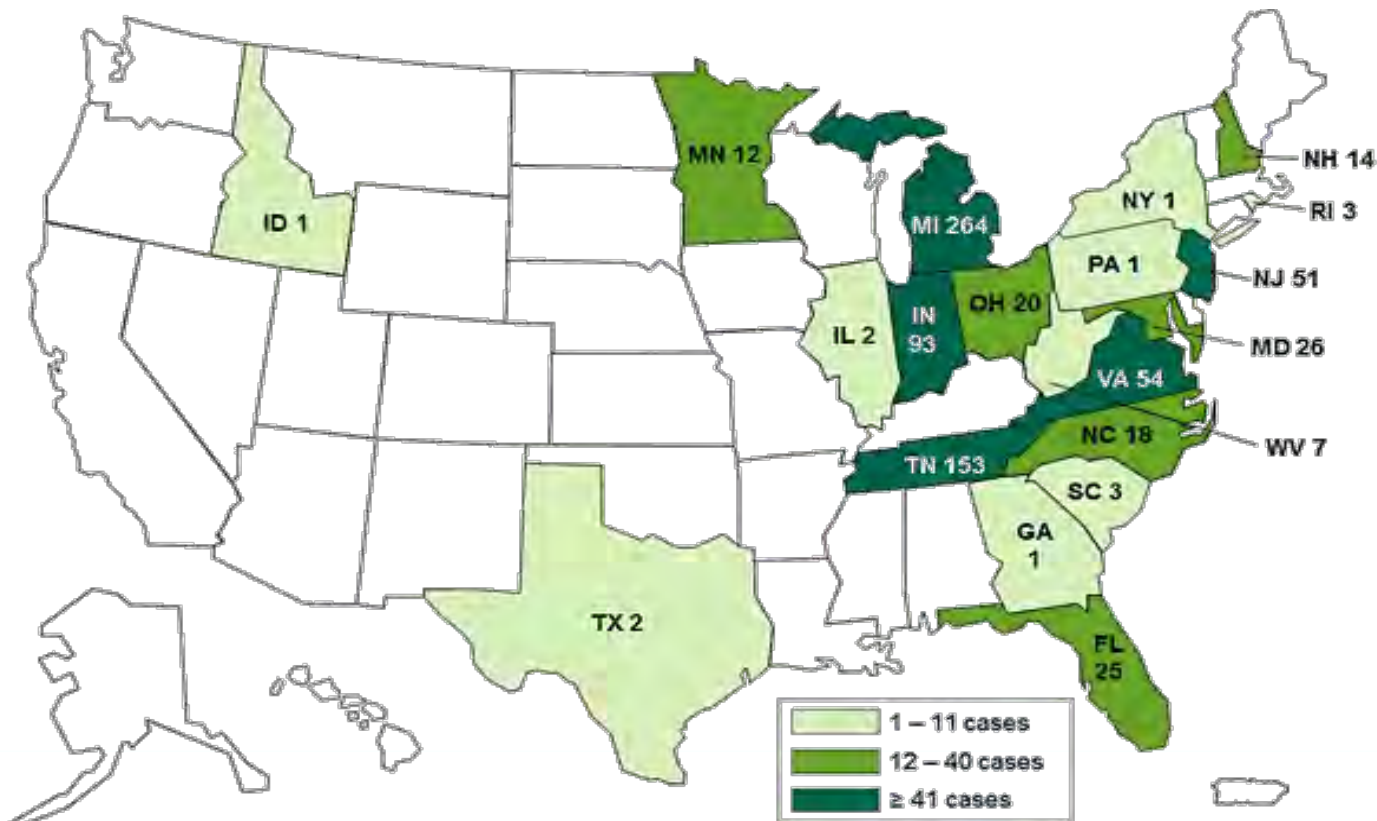 MN 12
NH 14
NY 1
RI 3
ID 1
MI 264
PA 1
NJ 51
OH 20
IN
93
IL 2
MD 26
VA 54
NC 18
WV 7
TN 153
SC 3
GA
1
TX 2
FL
25
1 – 11 cases
12 – 40 cases
≥ 41 cases